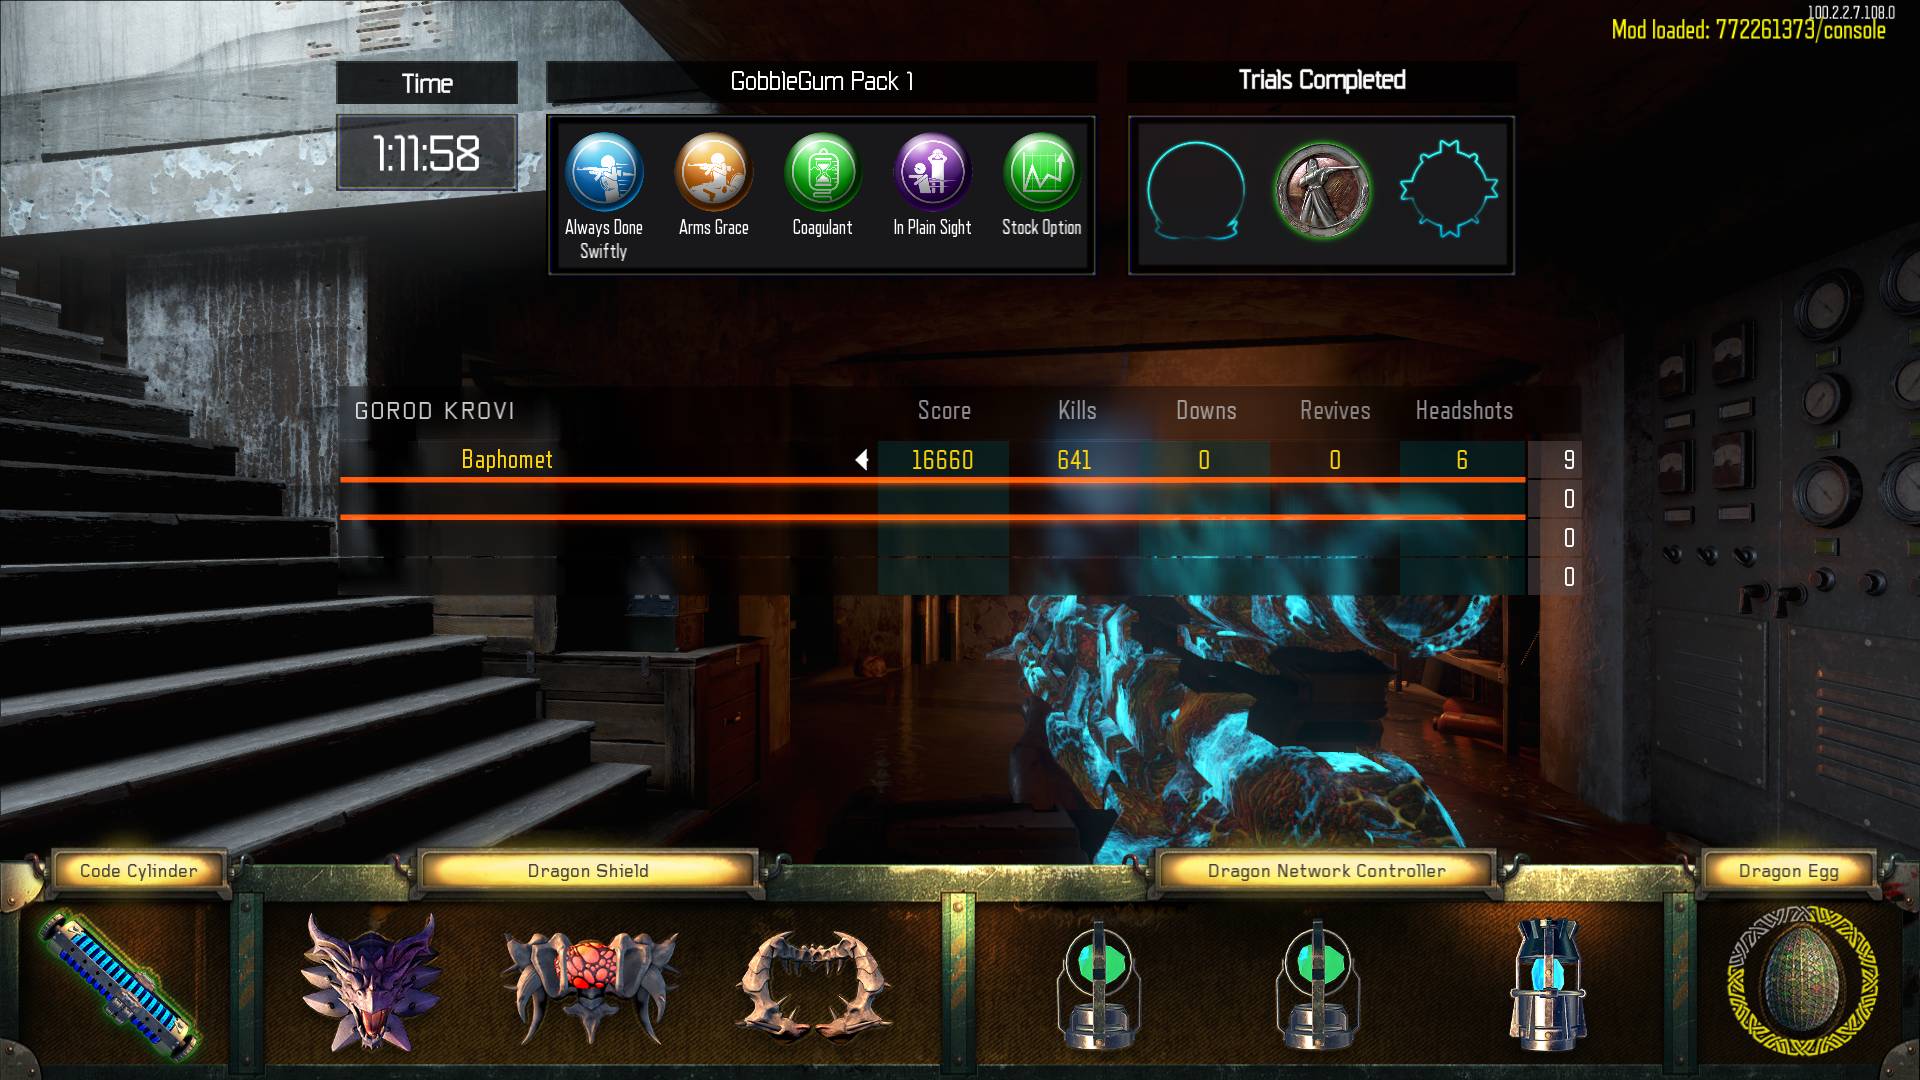 100.2.2.7.108.0
Mod loaded: 772261373/console
Time
GobbleGum Pack 1
Trials Completed
1:11:58
Always Done
Swiftly
Arms Grace
Coagulant
In Plain Sight
Stock Option
GOROD KROVI
Score
Kills
Downs
Revives
Headshots
Baphomet
16660
641
0
0
6
9
0
0
0
Code Cylinder
Dragon Shield
Dragon Network Controller
Dragon Egg